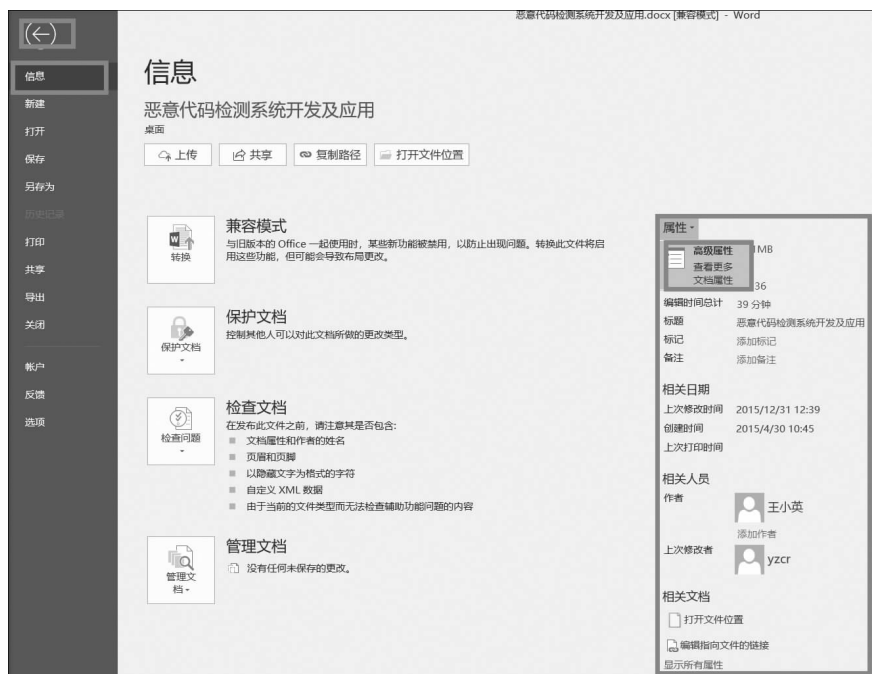 恶意代码检测系统开发及应用.docx [兼容模式] - Word
信息
新建
打开
保存
另存为
历史记录
打印
共享
导出
关闭
帐户
反馈
选项
信息
恶意代码检测系统开发及应用
桌面
上传
共享
复制路径
打开文件位置
转换
兼容模式
与旧版本的 Office 一起使用时，某些新功能被禁用，以防止出现问题。转换此文件将启
用这些功能，但可能会导致布局更改。
保护文档
保护文档
控制其他人可以对此文档所做的更改类型。
检查问题
检查文档
在发布此文件之前，请注意其是否包含:
文档属性和作者的姓名
页眉和页脚
以隐藏文字为格式的字符
自定义 XML 数据
由于当前的文件类型而无法检查辅助功能问题的内容
管理文
档
管理文档
没有任何未保存的更改。
属性
高级属性
查看更多
文档属性
1MB
36
编辑时间总计 39 分钟
标题 恶意代码检测系统开发及应用
标记 添加标记
备注 添加备注
相关日期
上次修改时间 2015/12/31 12:39
创建时间 2015/4/30 10:45
上次打印时间
相关人员
作者 王小英
添加作者
上次修改者 yzcr
相关文档
打开文件位置
编辑指向文件的链接
显示所有属性